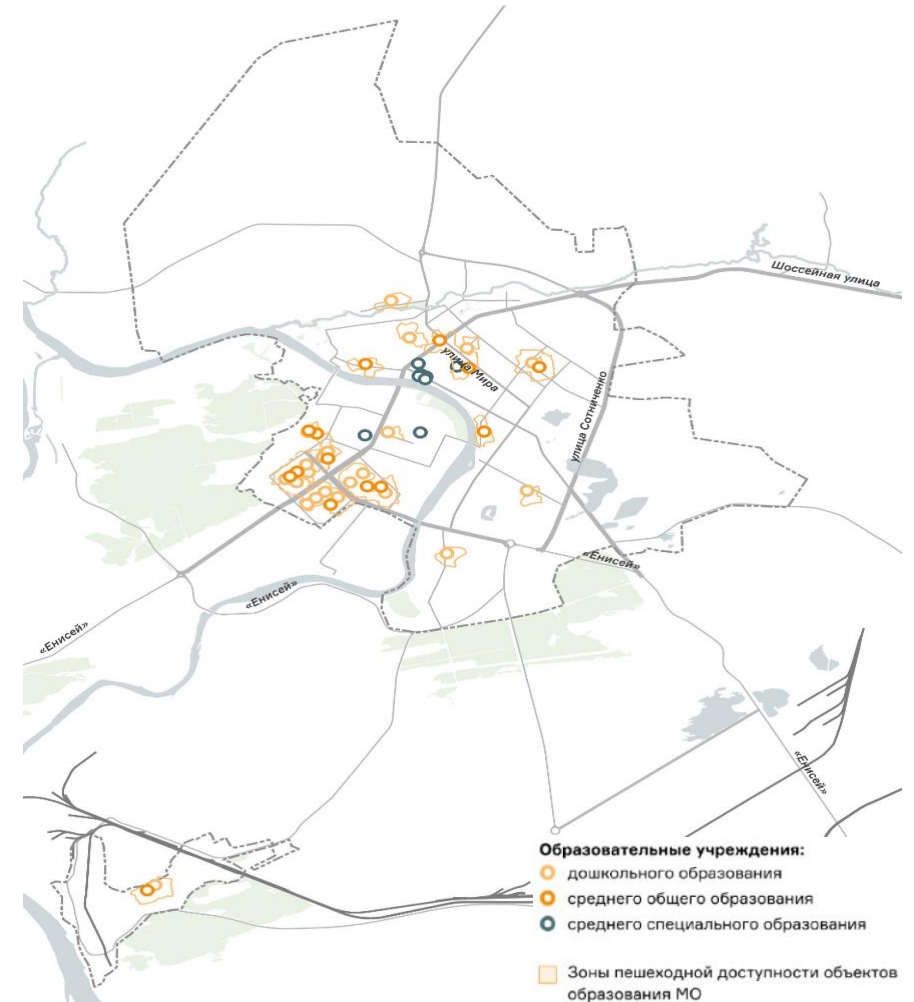 Шоссейная улица
улица Мира
улица Сотниченко
«Енисей»
«Енисей»
«Енисей»
«Енисей»
Образовательные учреждения:
дошкольного образования
среднего общего образования
среднего специального образования
Зоны пешеходной доступности объектов
образования МО